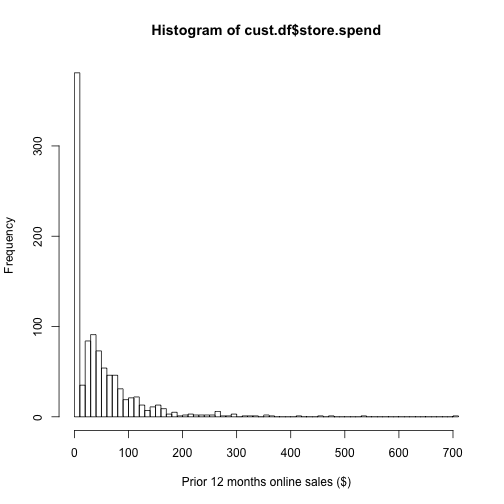 Histogram of cust.df$store.spend
Frequency
300
200
100
0
0 100 200 300 400 500 600 700
Prior 12 months online sales ($)